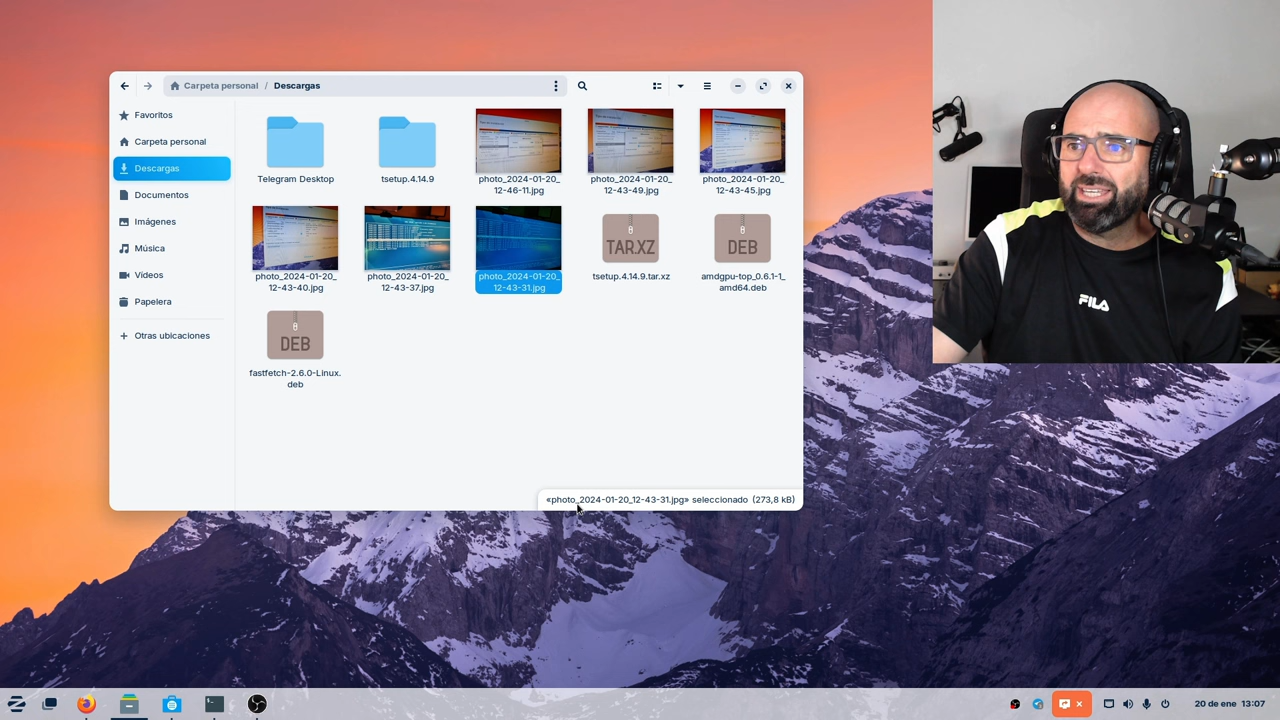 Carpeta personal / Descargas
Favoritos
Carpeta personal
Descargas
Documentos
Imágenes
Música
Vídeos
Papelera
Otras ubicaciones
Telegram Desktop
tsetup.4.14.9
photo_2024-01-20_
12-46-11.jpg
photo_2024-01-20_
12-43-49.jpg
photo_2024-01-20_
12-43-45.jpg
photo_2024-01-20_
12-43-40.jpg
photo_2024-01-20_
12-43-37.jpg
photo_2024-01-20_
12-43-31.jpg
TAR.XZ
tsetup.4.14.9.tar.xz
DEB
amdgpu-top_0.6.1-1_
amd64.deb
DEB
fastfetch-2.6.0-Linux.
deb
«photo_2024-01-20_12-43-31.jpg» seleccionado (273,8 kB)
FILA
20 de ene 13:07